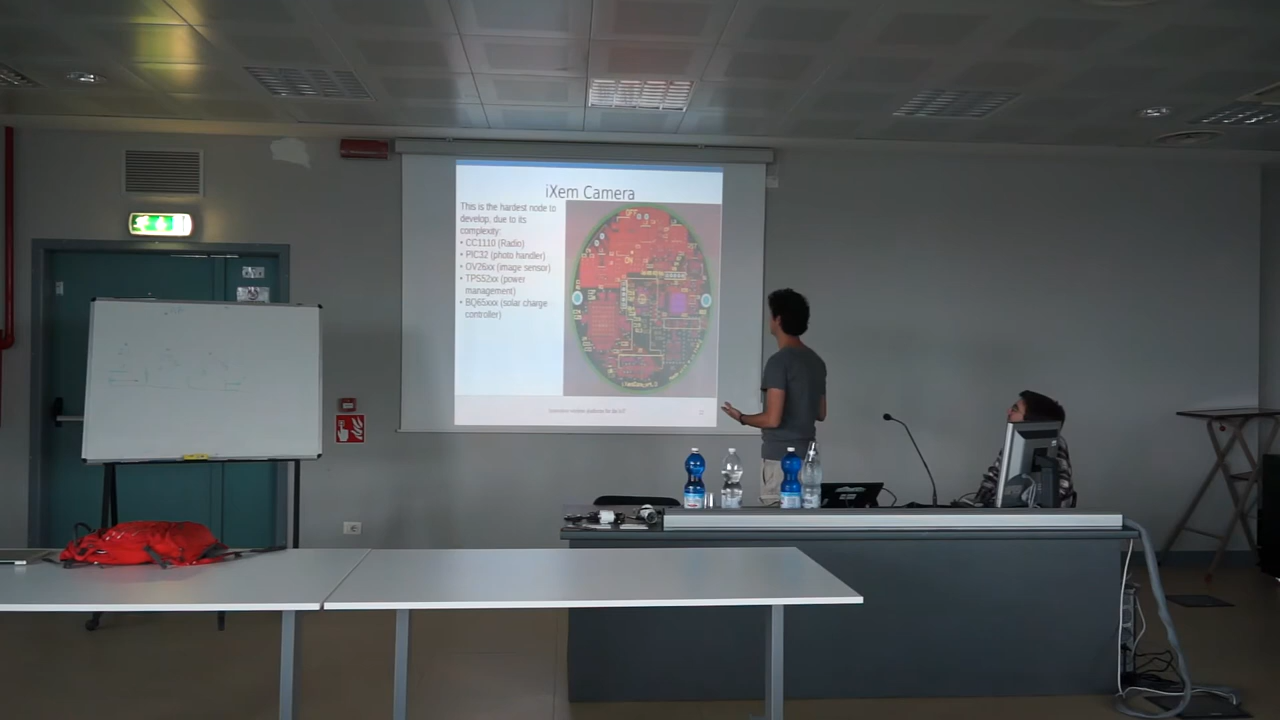 iXem Camera
This is the hardest node to
develop, due to its
complexity:
• CC1110 (Radio)
• PIC32 (photo handler)
• OV26xx (image sensor)
• TPS52xx (power
management)
• BQ65xxx (solar charge
controller)